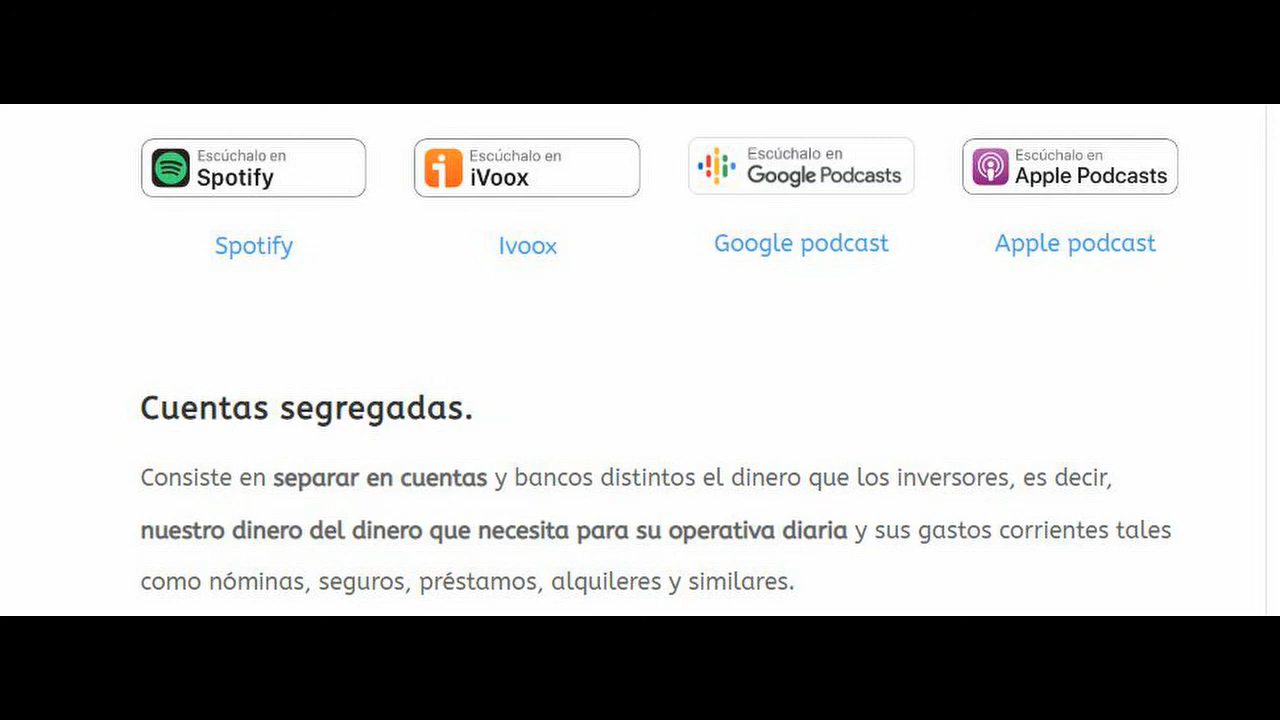 Escúchalo en
Spotify
Escúchalo en
iVoox
Escúchalo en
Google Podcasts
Escúchalo en
Apple Podcasts
Spotify
Ivoox
Google podcast
Apple podcast
Cuentas segregadas.
Consiste en separar en cuentas y bancos distintos el dinero que los inversores, es decir,
nuestro dinero del dinero que necesita para su operativa diaria y sus gastos corrientes tales
como nóminas, seguros, préstamos, alquileres y similares.